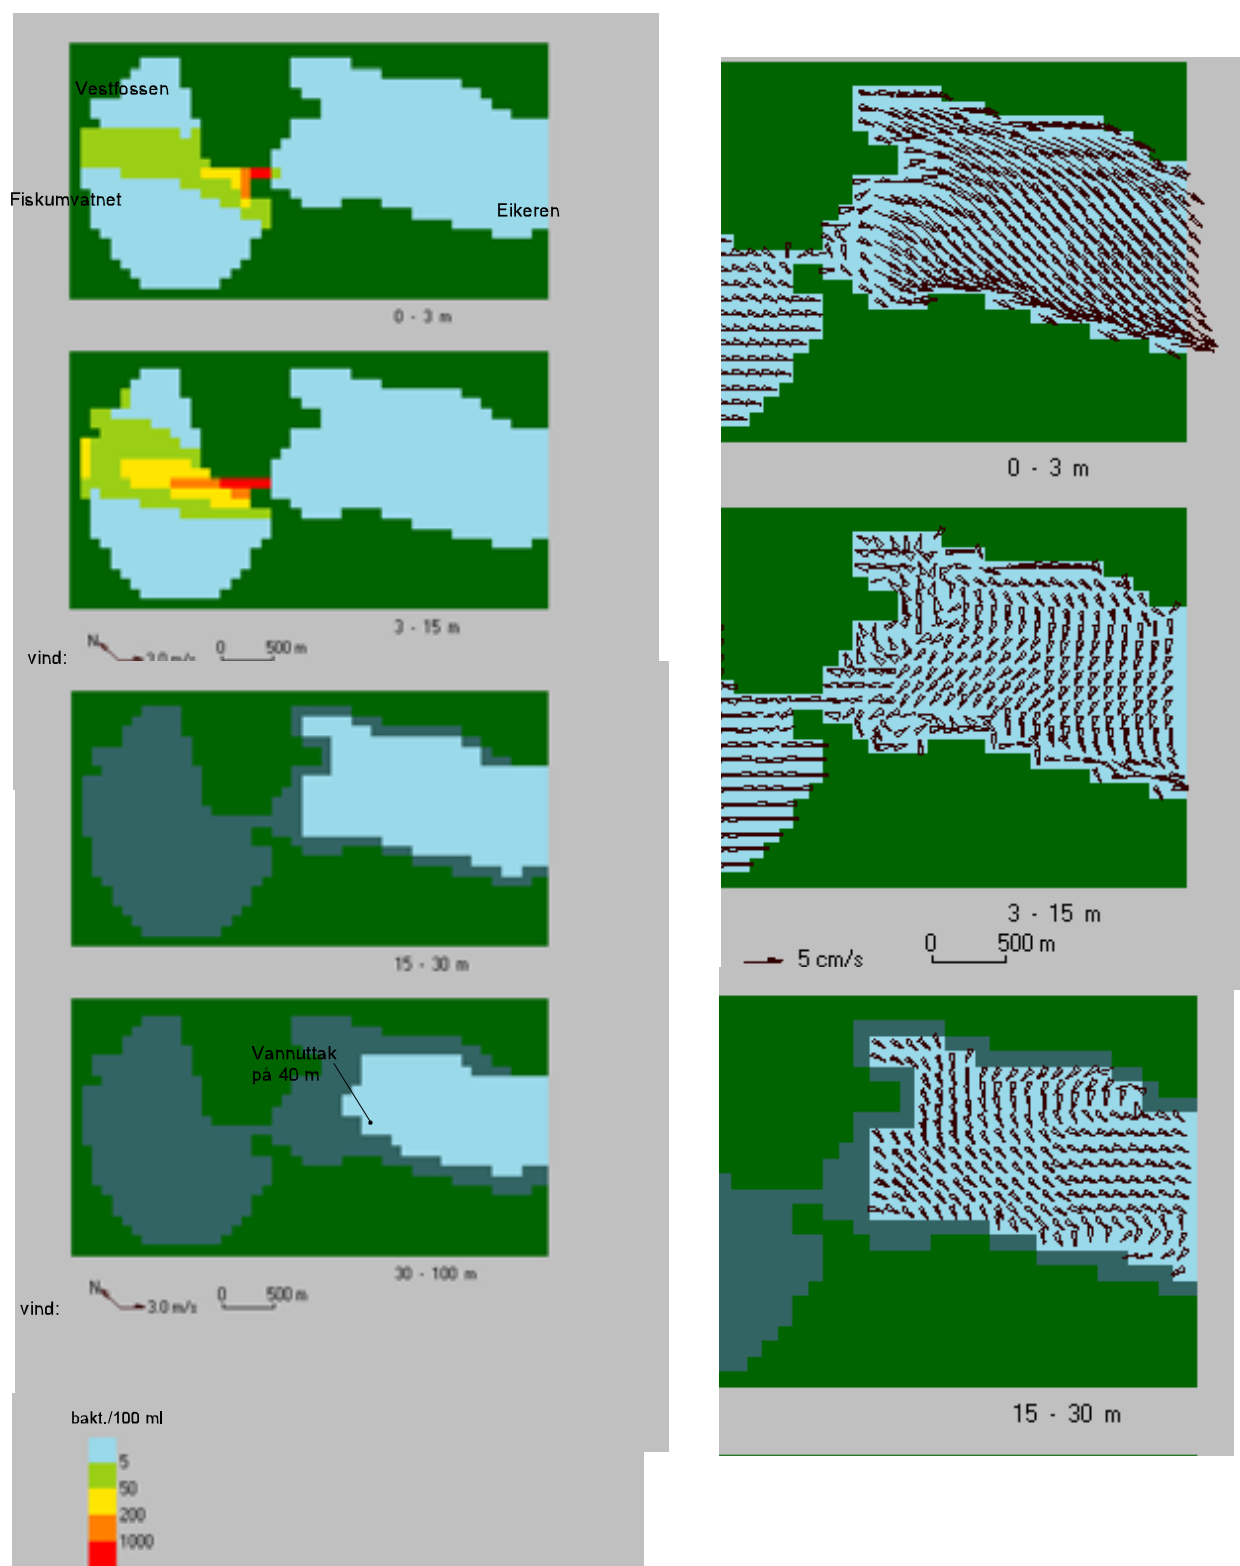 Vestfossen
Fiskumvatnet
Eikeren
0 - 3 m
3 - 15 m
N
vind:
3.0 m/s
0 500 m
15 - 30 m
Vannuttak
på 40 m
30 - 100 m
N
vind:
3.0 m/s
0 500 m
bakt./100 ml
5
50
200
1000
0 - 3 m
3 - 15 m
5 cm/s
0 500 m
15 - 30 m